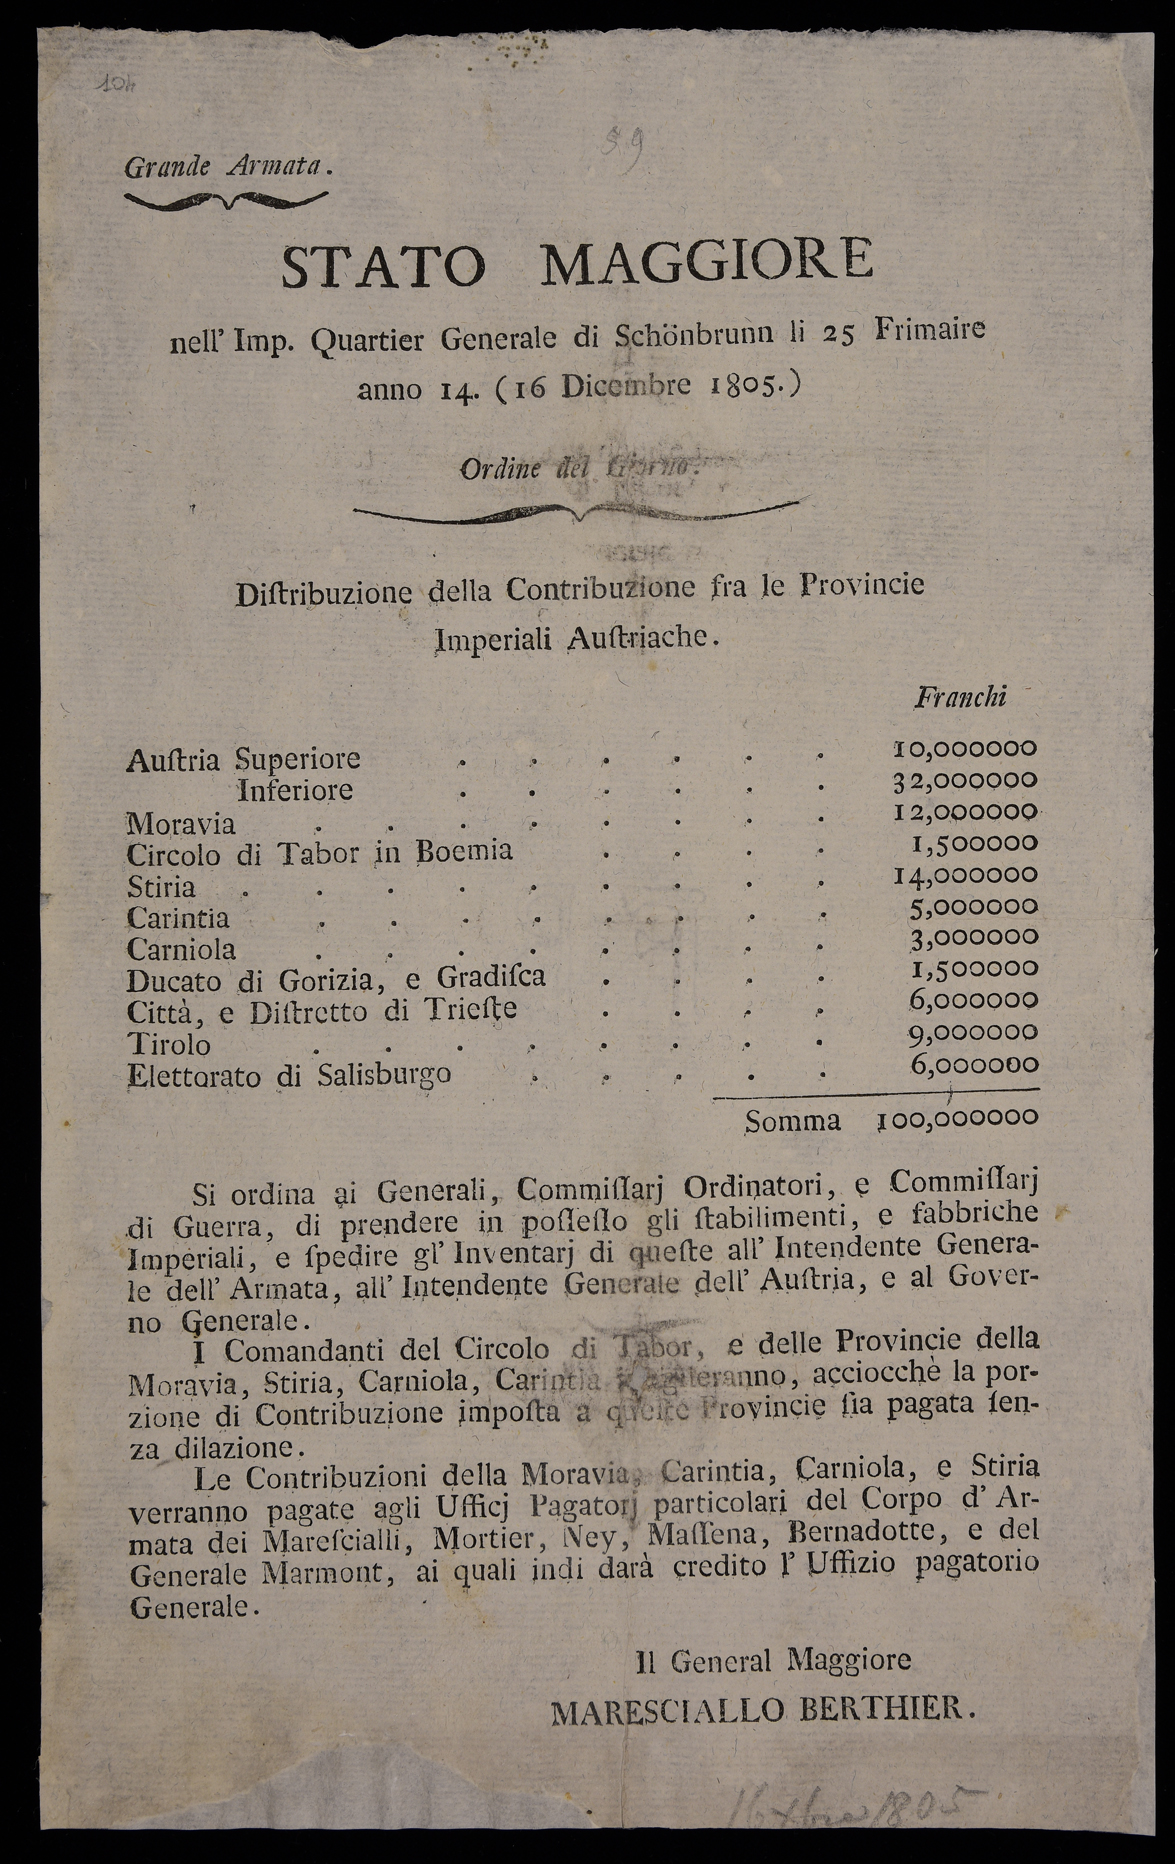 104
59
Grande Armata.
STATO MAGGIORE
nell' Imp. Quartier Generale di Schönbrunn li 25 Frimaire
anno 14. (16 Dicembre 1805.)
Ordine del Giorno.
Diſtribuzione della Contribuzione fra le Provincie
Imperiali Auſtriache.
Franchi
Auſtria Superiore . . . . . . 10,000000
Inferiore . . . . . . 32,000000
Moravia . . . . . . . . 12,000000
Circolo di Tabor in Boemia . . . . 1,500000
Stiria . . . . . . . . . 14,000000
Carintia . . . . . . . . 5,000000
Carniola . . . . . . . . 3,000000
Ducato di Gorizia, e Gradiſca . . . . 1,500000
Città, e Diſtretto di Trieſte . . . . 6,000000
Tirolo . . . . . . . . 9,000000
Elettorato di Salisburgo . . . . . 6,000000
Somma 100,000000
Si ordina ai Generali, Commiſſarj Ordinatori, e Commiſſarj
di Guerra, di prendere in poſſeſſo gli ſtabilimenti, e fabbriche
Imperiali, e ſpedire gl' Inventarj di queſte all' Intendente Genera-
le dell' Armata, all' Intendente Generale dell' Auſtria, e al Gover-
no Generale.
I Comandanti del Circolo di Tabor, e delle Provincie della
Moravia, Stiria, Carniola, Carintia acciocchè la por-
zione di Contribuzione impoſta a queſte Provincie ſia pagata ſen-
za dilazione.
Le Contribuzioni della Moravia, Carintia, Carniola, e Stiria
verranno pagate agli Ufficj Pagatorj particolari del Corpo d' Ar-
mata dei Mareſcialli, Mortier, Ney, Maſſena, Bernadotte, e del
Generale Marmont, ai quali indi darà credito l' Uffizio pagatorio
Generale.
Il General Maggiore
MARESCIALLO BERTHIER.
16 xbre 1805